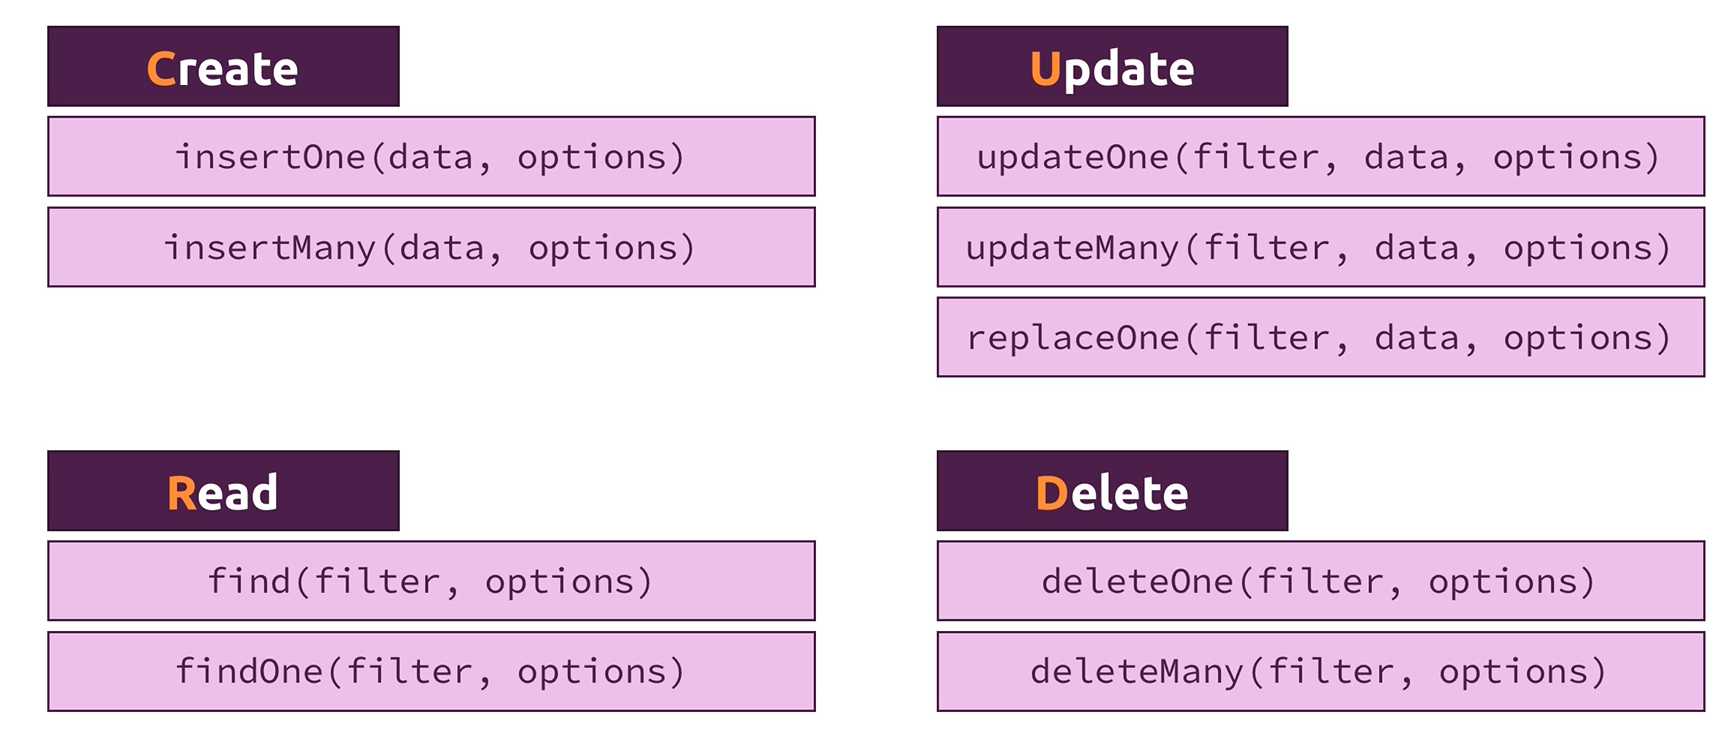 Create
insertOne(data, options)
insertMany(data, options)
Update
updateOne(filter, data, options)
updateMany(filter, data, options)
replaceOne(filter, data, options)
Read
find(filter, options)
findOne(filter, options)
Delete
deleteOne(filter, options)
deleteMany(filter, options)